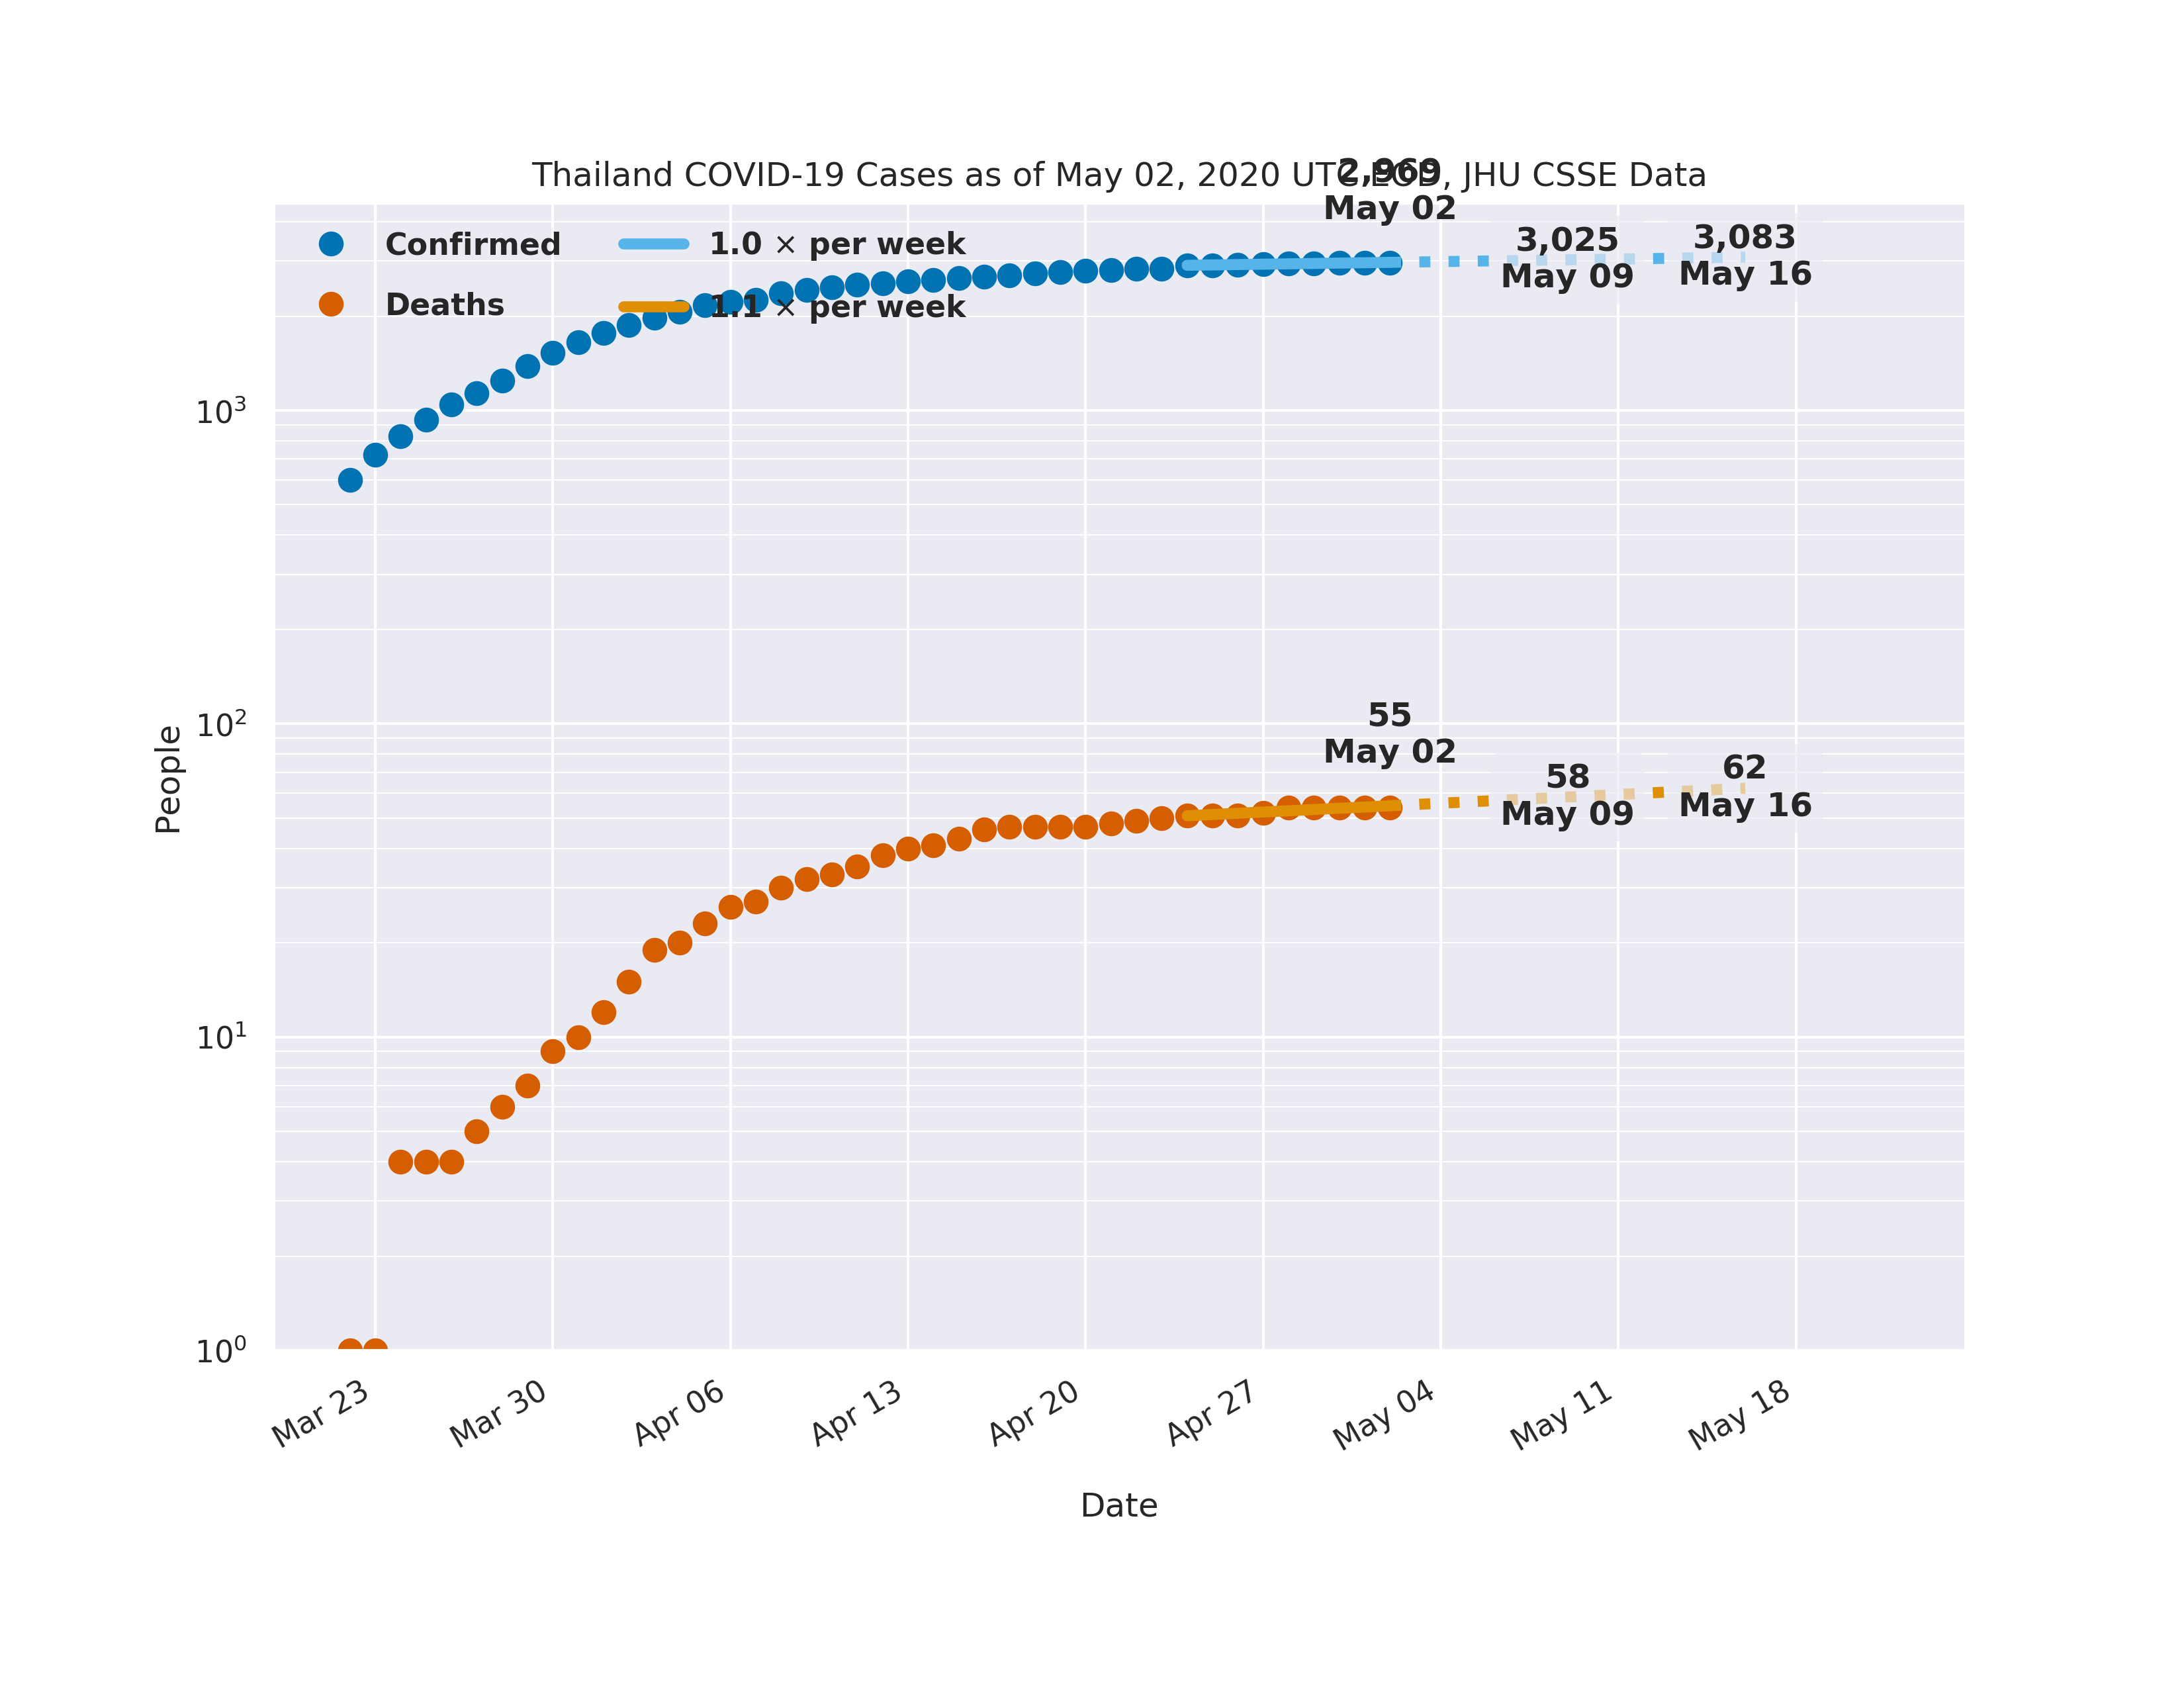 Thailand COVID-19 Cases as of May 02, 2020 UTC EOD, JHU CSSE Data
2,969
May 02
Confirmed
Deaths
1.0 × per week
1.1 × per week
3,025
May 09
3,083
May 16
55
May 02
58
May 09
62
May 16
People
10³
10²
10¹
10⁰
Mar 23
Mar 30
Apr 06
Apr 13
Apr 20
Apr 27
May 04
May 11
May 18
Date